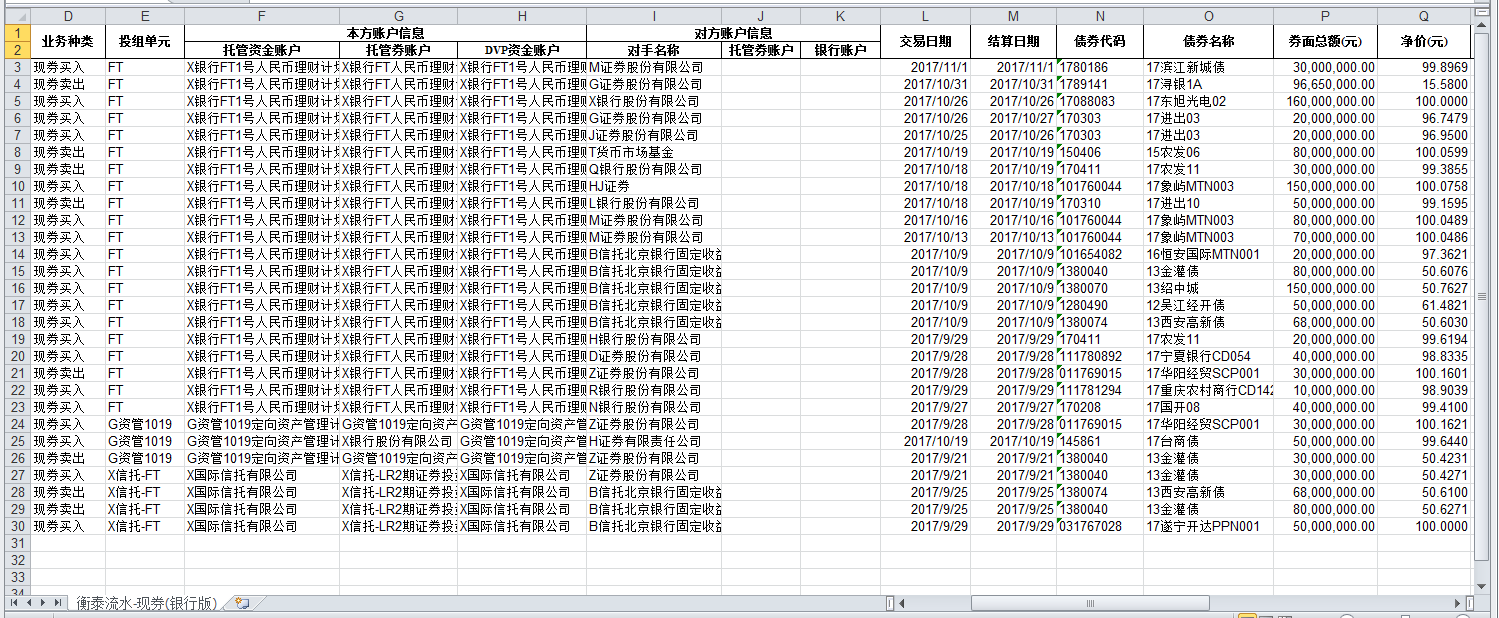 D E F G H I J K L M N O P Q
1 业务种类 投组单元 本方账户信息 对方账户信息 交易日期 结算日期 债券代码 债券名称 券面总额(元) 净价(元)
2 托管资金账户 托管券账户 DVP资金账户 对手名称 托管券账户 银行账户
3 现券买入 FT X银行FT1号人民币理财计划 X银行FT人民币理财 X银行FT1号人民币理财 M证券股份有限公司 2017/11/1 2017/11/1 1780186 17滨江新城债 30,000,000.00 99.8969
4 现券卖出 FT X银行FT1号人民币理财计划 X银行FT人民币理财 X银行FT1号人民币理财 G证券股份有限公司 2017/10/31 2017/10/31 1789141 17浔银1A 96,650,000.00 15.5800
5 现券买入 FT X银行FT1号人民币理财计划 X银行FT人民币理财 X银行FT1号人民币理财 X银行股份有限公司 2017/10/26 2017/10/26 17088083 17东旭光电02 160,000,000.00 100.0000
6 现券卖出 FT X银行FT1号人民币理财计划 X银行FT人民币理财 X银行FT1号人民币理财 G证券股份有限公司 2017/10/26 2017/10/27 170303 17进出03 20,000,000.00 96.7479
7 现券买入 FT X银行FT1号人民币理财计划 X银行FT人民币理财 X银行FT1号人民币理财 J证券股份有限公司 2017/10/25 2017/10/26 170303 17进出03 20,000,000.00 96.9500
8 现券卖出 FT X银行FT1号人民币理财计划 X银行FT人民币理财 X银行FT1号人民币理财 T货币市场基金 2017/10/19 2017/10/19 150406 15农发06 80,000,000.00 100.0599
9 现券卖出 FT X银行FT1号人民币理财计划 X银行FT人民币理财 X银行FT1号人民币理财 Q银行股份有限公司 2017/10/18 2017/10/19 170411 17农发11 30,000,000.00 99.3855
10 现券买入 FT X银行FT1号人民币理财计划 X银行FT人民币理财 X银行FT1号人民币理财 HJ证券 2017/10/18 2017/10/18 101760044 17象屿MTN003 150,000,000.00 100.0758
11 现券卖出 FT X银行FT1号人民币理财计划 X银行FT人民币理财 X银行FT1号人民币理财 L银行股份有限公司 2017/10/18 2017/10/19 170310 17进出10 50,000,000.00 99.1595
12 现券买入 FT X银行FT1号人民币理财计划 X银行FT人民币理财 X银行FT1号人民币理财 M证券股份有限公司 2017/10/16 2017/10/16 101760044 17象屿MTN003 80,000,000.00 100.0489
13 现券买入 FT X银行FT1号人民币理财计划 X银行FT人民币理财 X银行FT1号人民币理财 M证券股份有限公司 2017/10/13 2017/10/13 101760044 17象屿MTN003 70,000,000.00 100.0486
14 现券买入 FT X银行FT1号人民币理财计划 X银行FT人民币理财 X银行FT1号人民币理财 B信托北京银行固定收益 2017/10/9 2017/10/9 101654082 16恒安国际MTN001 20,000,000.00 97.3621
15 现券买入 FT X银行FT1号人民币理财计划 X银行FT人民币理财 X银行FT1号人民币理财 B信托北京银行固定收益 2017/10/9 2017/10/9 1380040 13金灌债 80,000,000.00 50.6076
16 现券买入 FT X银行FT1号人民币理财计划 X银行FT人民币理财 X银行FT1号人民币理财 B信托北京银行固定收益 2017/10/9 2017/10/9 1380070 13绍中城 150,000,000.00 50.7627
17 现券买入 FT X银行FT1号人民币理财计划 X银行FT人民币理财 X银行FT1号人民币理财 B信托北京银行固定收益 2017/10/9 2017/10/9 1280490 12吴江经开债 50,000,000.00 61.4821
18 现券买入 FT X银行FT1号人民币理财计划 X银行FT人民币理财 X银行FT1号人民币理财 B信托北京银行固定收益 2017/10/9 2017/10/9 1380074 13西安高新债 68,000,000.00 50.6030
19 现券买入 FT X银行FT1号人民币理财计划 X银行FT人民币理财 X银行FT1号人民币理财 H银行股份有限公司 2017/9/29 2017/9/29 170411 17农发11 20,000,000.00 99.6194
20 现券买入 FT X银行FT1号人民币理财计划 X银行FT人民币理财 X银行FT1号人民币理财 D证券股份有限公司 2017/9/28 2017/9/28 111780892 17宁夏银行CD054 40,000,000.00 98.8335
21 现券卖出 FT X银行FT1号人民币理财计划 X银行FT人民币理财 X银行FT1号人民币理财 Z证券股份有限公司 2017/9/28 2017/9/28 011769015 17华阳经贸SCP001 30,000,000.00 100.1601
22 现券买入 FT X银行FT1号人民币理财计划 X银行FT人民币理财 X银行FT1号人民币理财 R银行股份有限公司 2017/9/29 2017/9/29 111781294 17重庆农村商行CD142 10,000,000.00 98.9039
23 现券买入 FT X银行FT1号人民币理财计划 X银行FT人民币理财 X银行FT1号人民币理财 N银行股份有限公司 2017/9/27 2017/9/27 170208 17国开08 40,000,000.00 99.4100
24 现券买入 G资管1019 G资管1019定向资产管理计 G资管1019定向资产 G资管1019定向资产管 Z证券股份有限公司 2017/9/28 2017/9/28 011769015 17华阳经贸SCP001 30,000,000.00 100.1621
25 现券买入 G资管1019 G资管1019定向资产管理计 X银行股份有限公司 G资管1019定向资产管 H证券有限责任公司 2017/10/19 2017/10/19 145861 17台商债 50,000,000.00 99.6440
26 现券卖出 G资管1019 G资管1019定向资产管理计 G资管1019定向资产 G资管1019定向资产管 Z证券股份有限公司 2017/9/21 2017/9/21 1380040 13金灌债 30,000,000.00 50.4231
27 现券买入 X信托-FT X国际信托有限公司 X信托-LR2期证券投 X国际信托有限公司 Z证券股份有限公司 2017/9/21 2017/9/21 1380040 13金灌债 30,000,000.00 50.4271
28 现券卖出 X信托-FT X国际信托有限公司 X信托-LR2期证券投 X国际信托有限公司 B信托北京银行固定收益 2017/9/25 2017/9/25 1380074 13西安高新债 68,000,000.00 50.6100
29 现券卖出 X信托-FT X国际信托有限公司 X信托-LR2期证券投 X国际信托有限公司 B信托北京银行固定收益 2017/9/25 2017/9/25 1380040 13金灌债 80,000,000.00 50.6271
30 现券买入 X信托-FT X国际信托有限公司 X信托-LR2期证券投 X国际信托有限公司 B信托北京银行固定收益 2017/9/29 2017/9/29 031767028 17遂宁开达PPN001 50,000,000.00 100.0000
31
32
33
34
衡泰流水-现券(银行版)